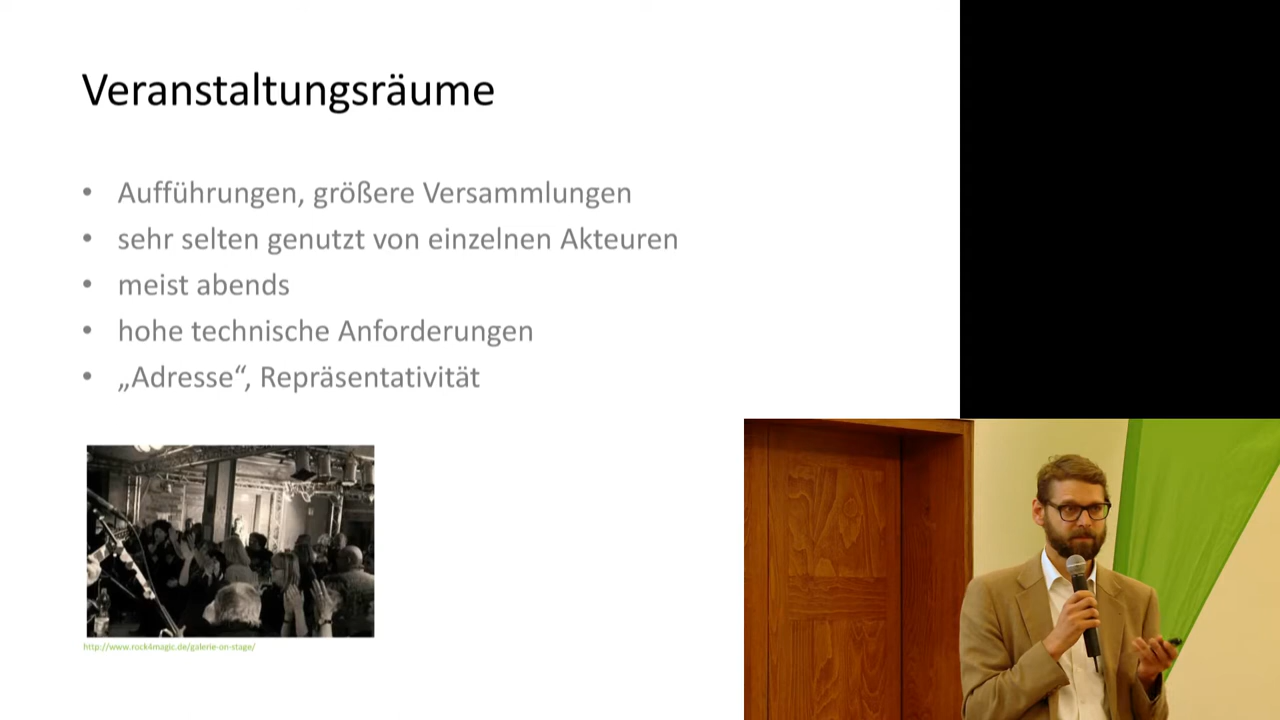 Veranstaltungsräume
• Aufführungen, größere Versammlungen
• sehr selten genutzt von einzelnen Akteuren
• meist abends
• hohe technische Anforderungen
• „Adresse“, Repräsentativität
http://www.rock4magic.de/galerie-on-stage/